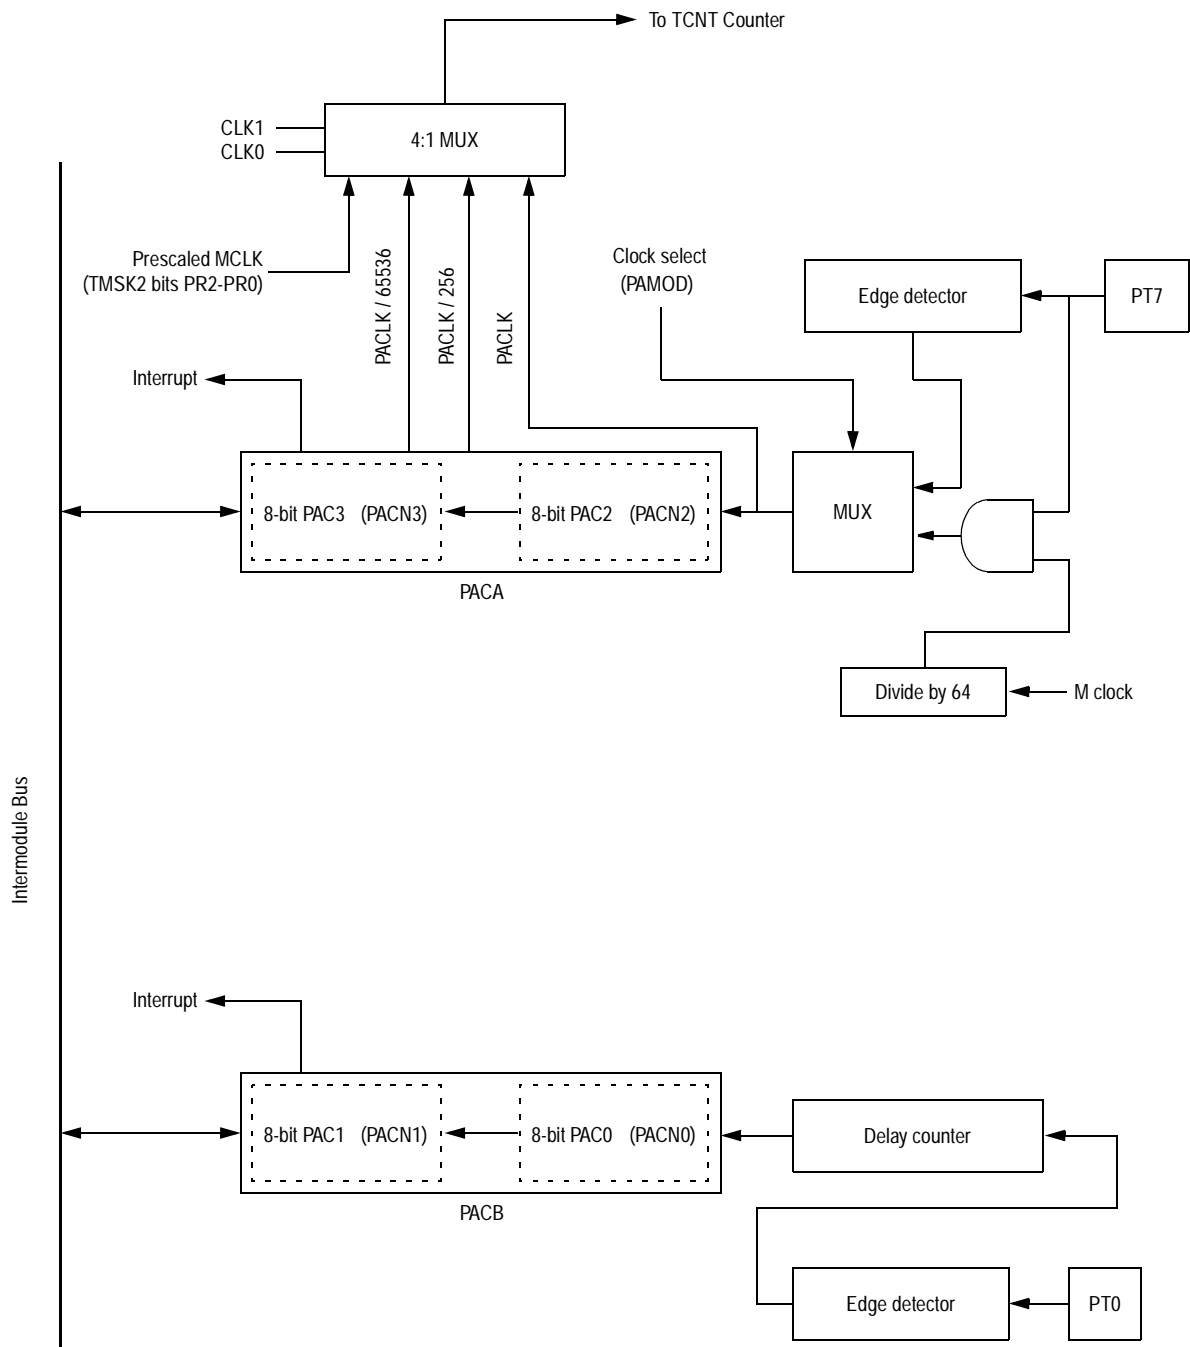 To TCNT Counter
CLK1
CLK0
4:1 MUX
Prescaled MCLK
(TMSK2 bits PR2-PR0)
PACLK / 65536
PACLK / 256
PACLK
Clock select
(PAMOD)
Edge detector
PT7
Interrupt
8-bit PAC3 (PACN3)
8-bit PAC2 (PACN2)
MUX
PACA
Divide by 64
M clock
Intermodule Bus
Interrupt
8-bit PAC1 (PACN1)
8-bit PAC0 (PACN0)
Delay counter
PACB
Edge detector
PT0